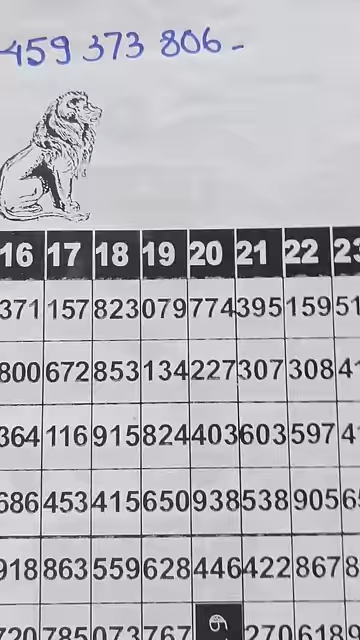 459 373 806 -
16 17 18 19 20 21 22 23
371 157 823 079 774 395 159 51
800 672 853 134 227 307 308 4
364 116 915 824 403 603 597 4
686 453 415 650 938 538 905 6
918 863 559 628 446 422 867 8
720 785 073 767 270 618